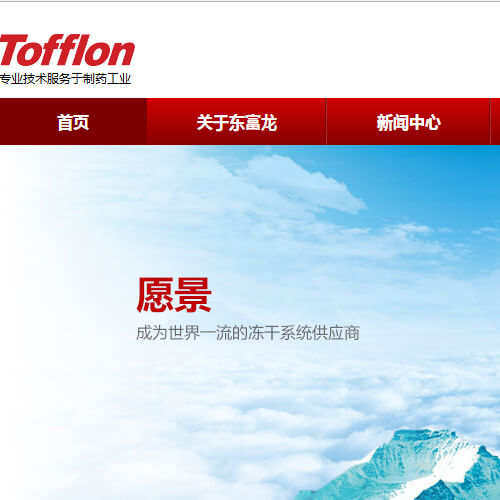 Tofflon
专业技术服务于制药工业
首页 关于东富龙 新闻中心
愿景
成为世界一流的冻干系统供应商